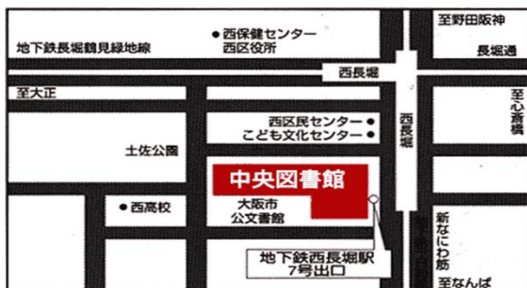 至野田阪神
西保健センター
西区役所
地下鉄長堀鶴見緑地線
長堀通
西長堀
至大正
至心斎橋
西長堀
西区民センター
こども文化センター
土佐公園
中央図書館
西高校
大阪市
公文書館
新なにわ筋
地下鉄西長堀駅
7号出口
至なんば